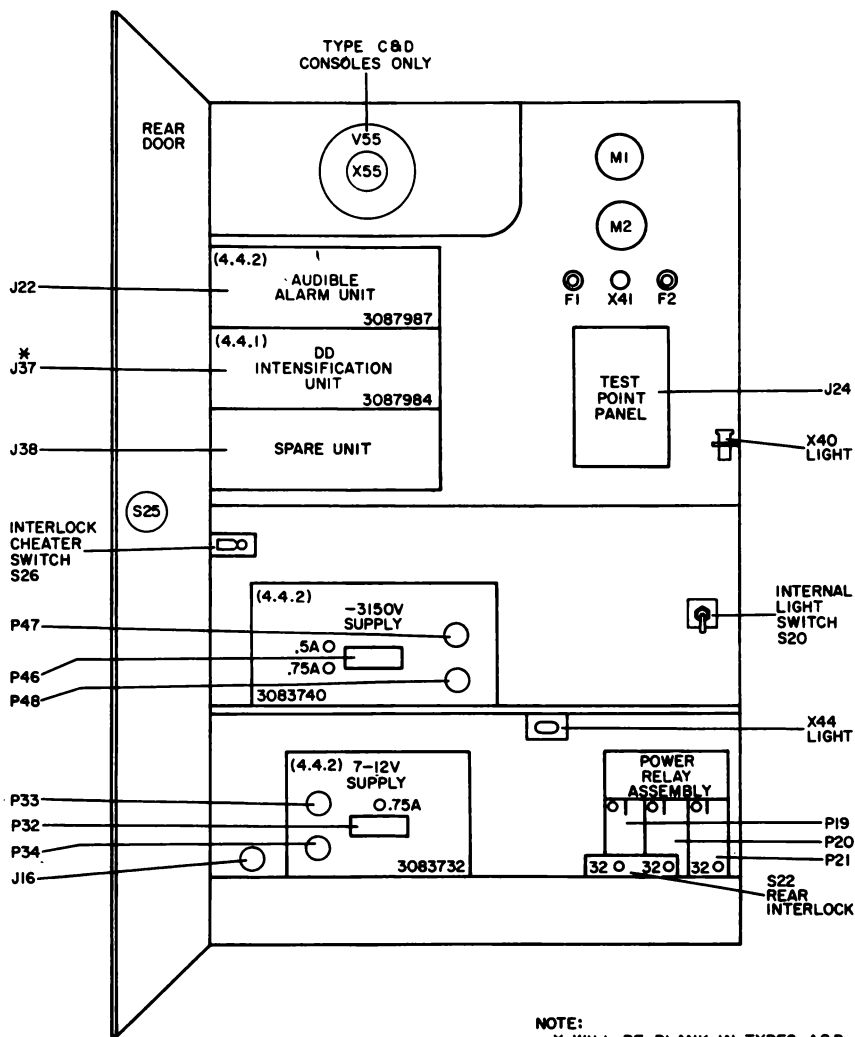 TYPE C&D
CONSOLES ONLY
REAR
DOOR
V55
X55
M1
M2
F1 X41 F2
(4.4.2)
AUDIBLE
ALARM UNIT
3087987
J22
(4.4.1)
DD
INTENSIFICATION
UNIT
3087984
*
J37
SPARE UNIT
J38
TEST
POINT
PANEL
J24
X40
LIGHT
S25
INTERLOCK
CHEATER
SWITCH
S26
(4.4.2)
-3150V
SUPPLY
.5A
.75A
3083740
P47
P46
P48
INTERNAL
LIGHT
SWITCH
S20
X44
LIGHT
(4.4.2) 7-12V
SUPPLY
.75A
3083732
P33
P32
P34
J16
POWER
RELAY
ASSEMBLY
32 32 32
P19
P20
P21
S22
REAR
INTERLOCK
NOTE: